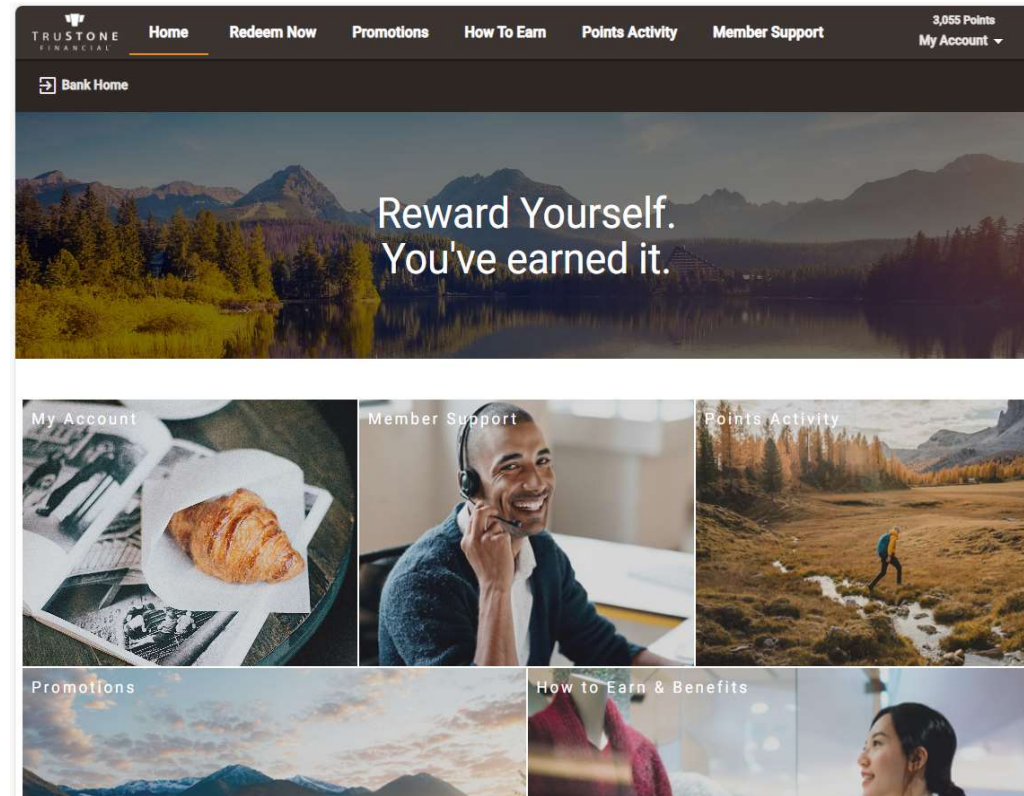 TRUSTONE
FINANCIAL
Home
Redeem Now
Promotions
How To Earn
Points Activity
Member Support
3,055 Points
My Account
Bank Home
Reward Yourself.
You've earned it.
My Account
Member Support
Points Activity
Promotions
How to Earn & Benefits